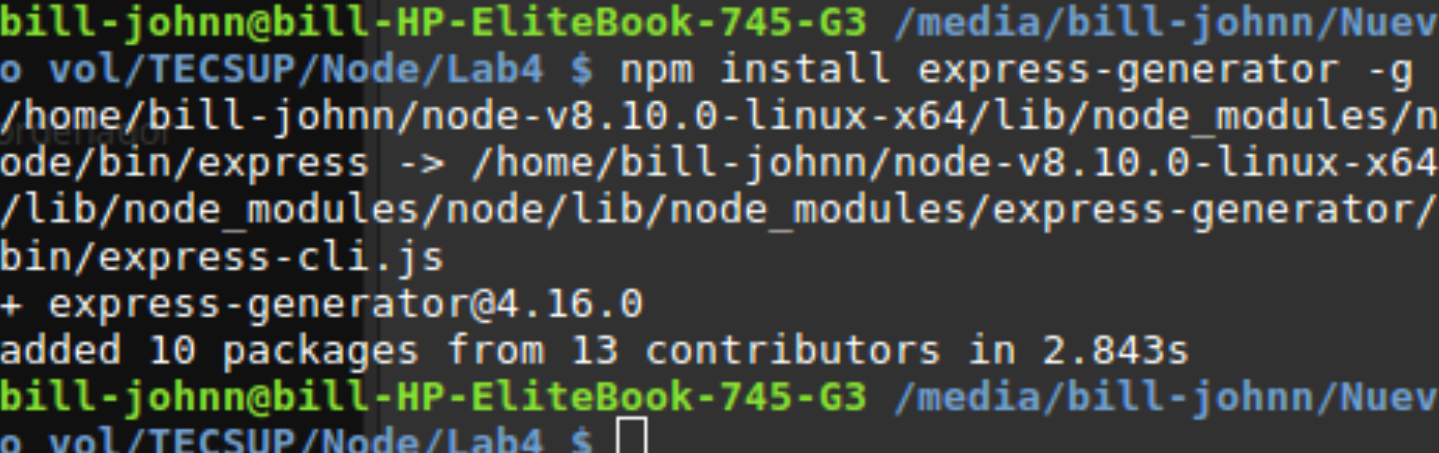 bill-johnn@bill-HP-EliteBook-745-G3 /media/bill-johnn/Nuev
o vol/TECSUP/Node/Lab4 $ npm install express-generator -g
/home/bill-johnn/node-v8.10.0-linux-x64/lib/node_modules/n
ode/bin/express -> /home/bill-johnn/node-v8.10.0-linux-x64
/lib/node_modules/node/lib/node_modules/express-generator/
bin/express-cli.js
+ express-generator@4.16.0
added 10 packages from 13 contributors in 2.843s
bill-johnn@bill-HP-EliteBook-745-G3 /media/bill-johnn/Nuev
o vol/TECSUP/Node/Lab4 $